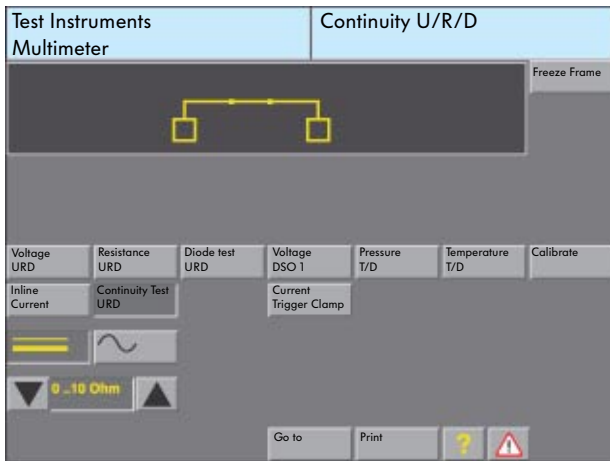 Test Instruments
Multimeter
Continuity U/R/D
Freeze Frame
Voltage
URD
Resistance
URD
Diode test
URD
Voltage
DSO 1
Pressure
T/D
Temperature
T/D
Calibrate
Inline
Current
Continuity Test
URD
Current
Trigger Clamp
0 ..10 Ohm
Go to
Print
?